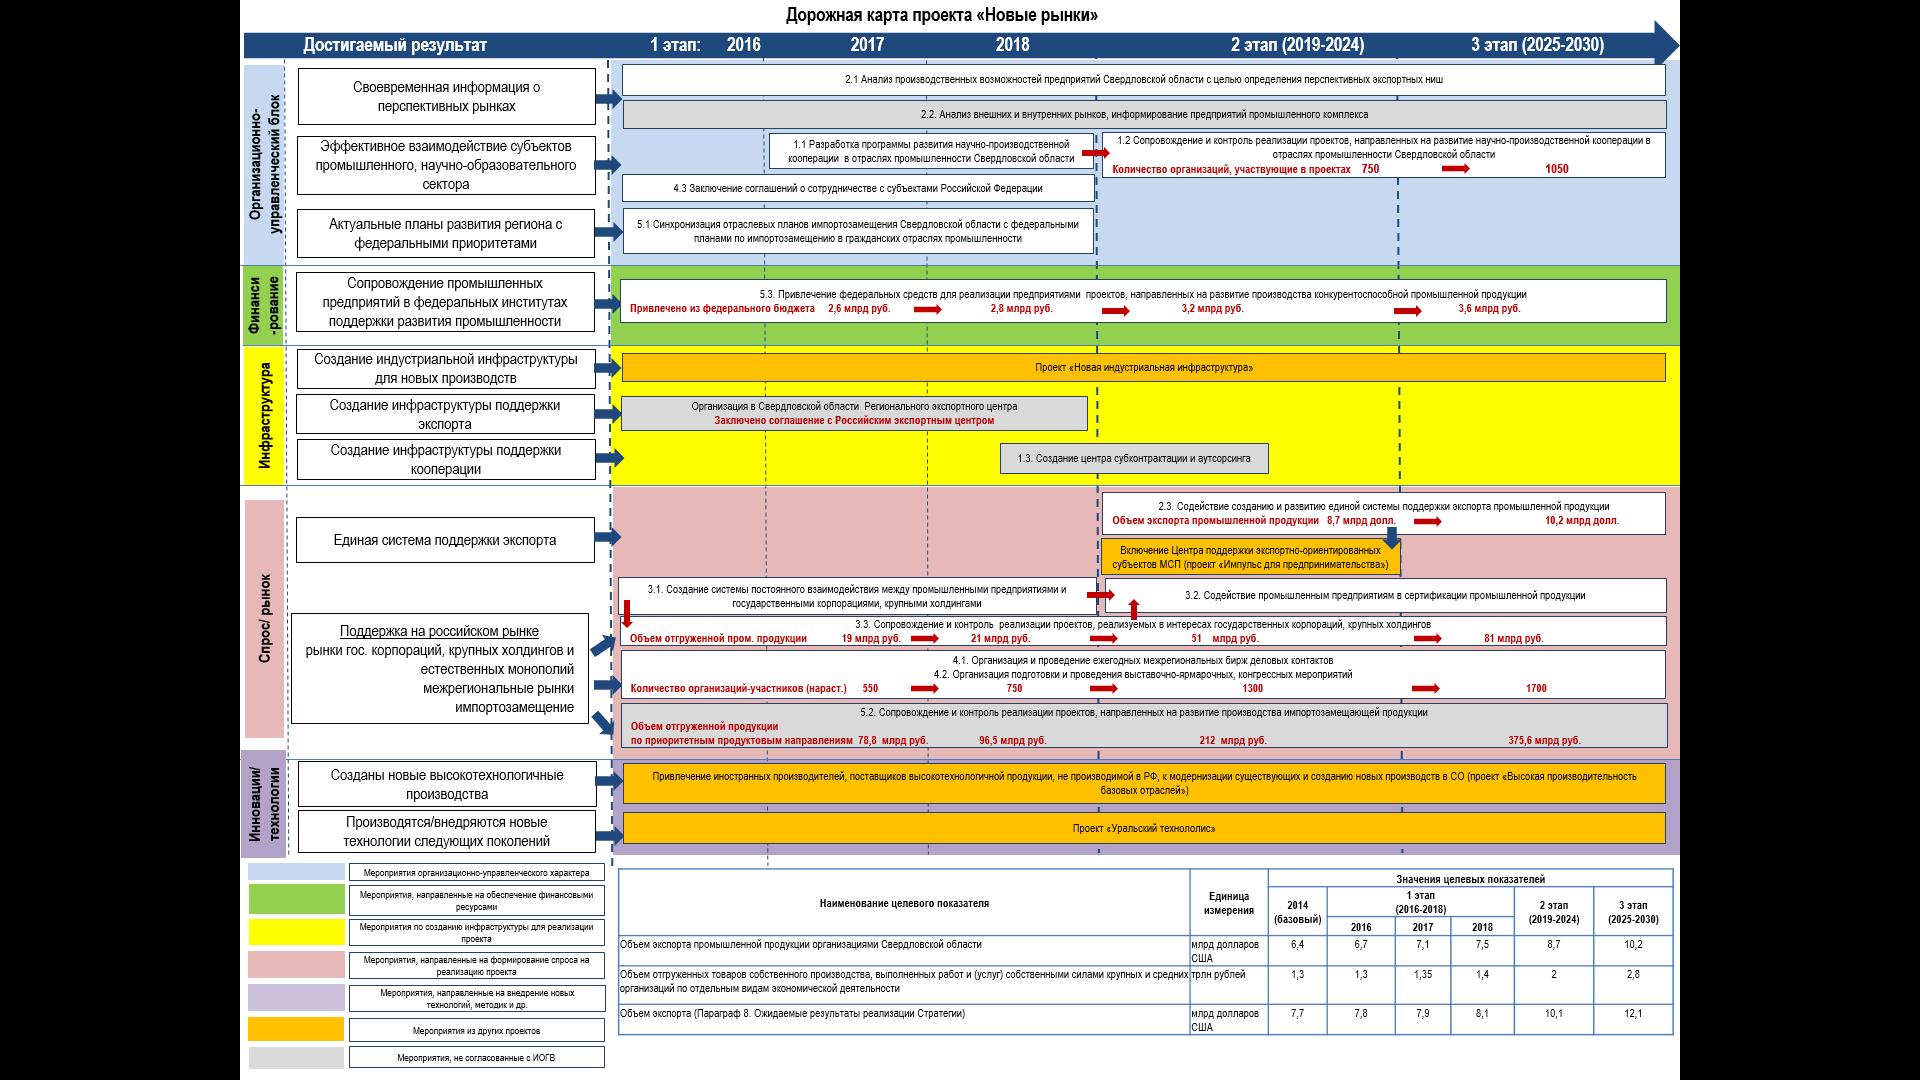 Дорожная карта проекта «Новые рынки»
Достигаемый результат
1 этап: 2016 2017 2018 2 этап (2019-2024) 3 этап (2025-2030)
Организационно-
управленческий блок
Своевременная информация о
перспективных рынках
2.1 Анализ производственных возможностей предприятий Свердловской области с целью определения перспективных экспортных ниш
2.2. Анализ внешних и внутренних рынков, информирование предприятий промышленного комплекса
Эффективное взаимодействие субъектов
промышленного, научно-образовательного
сектора
1.1 Разработка программы развития научно-производственной
кооперации в отраслях промышленности Свердловской области
1.2 Сопровождение и контроль реализации проектов, направленных на развитие научно-производственной кооперации в
отраслях промышленности Свердловской области
Количество организаций, участвующие в проектах 750 1050
4.3 Заключение соглашений о сотрудничестве с субъектами Российской Федерации
Актуальные планы развития региона с
федеральными приоритетами
5.1 Синхронизация отраслевых планов импортозамещения Свердловской области с федеральными
планами по импортозамещению в гражданских отраслях промышленности
Финанси
-рование
Сопровождение промышленных
предприятий в федеральных институтах
поддержки развития промышленности
5.3. Привлечение федеральных средств для реализации предприятиями проектов, направленных на развитие производства конкурентоспособной промышленной продукции
Привлечено из федерального бюджета 2,6 млрд руб. 2,8 млрд руб. 3,2 млрд руб. 3,6 млрд руб.
Инфраструктура
Создание индустриальной инфраструктуры
для новых производств
Проект «Новая индустриальная инфраструктура»
Создание инфраструктуры поддержки
экспорта
Организация в Свердловской области Регионального экспортного центра
Заключено соглашение с Российским экспортным центром
Создание инфраструктуры поддержки
кооперации
1.3. Создание центра субконтрактации и аутсорсинга
Спрос/ рынок
Единая система поддержки экспорта
2.3. Содействие созданию и развитию единой системы поддержки экспорта промышленной продукции
Объем экспорта промышленной продукции 8,7 млрд долл. 10,2 млрд долл.
Включение Центра поддержки экспортно-ориентированных
субъектов МСП (проект «Импульс для предпринимательства»)
3.1. Создание системы постоянного взаимодействия между промышленными предприятиями и
государственными корпорациями, крупными холдингами
3.2. Содействие промышленным предприятиям в сертификации промышленной продукции
Поддержка на российском рынке
рынки гос. корпораций, крупных холдингов и
естественных монополий
межрегиональные рынки
импортозамещение
3.3. Сопровождение и контроль реализации проектов, реализуемых в интересах государственных корпораций, крупных холдингов
Объем отгруженной пром. продукции 19 млрд руб. 21 млрд руб. 51 млрд руб. 81 млрд руб.
4.1. Организация и проведение ежегодных межрегиональных бирж деловых контактов
4.2. Организация подготовки и проведения выставочно-ярмарочных, конгрессных мероприятий
Количество организаций-участников (нараст.) 550 750 1300 1700
5.2. Сопровождение и контроль реализации проектов, направленных на развитие производства импортозамещающей продукции
Объем отгруженной продукции
по приоритетным продуктовым направлениям 78,8 млрд руб. 96,5 млрд руб. 212 млрд руб. 375,6 млрд руб.
Инновации/
технологии
Созданы новые высокотехнологичные
производства
Привлечение иностранных производителей, поставщиков высокотехнологичной продукции, не производимой в РФ, к модернизации существующих и созданию новых производств в СО (проект «Высокая производительность
базовых отраслей»)
Производятся/внедряются новые
технологии следующих поколений
Проект «Уральский технополис»
Мероприятия организационно-управленческого характера
Мероприятия, направленные на обеспечение финансовыми
ресурсами
Мероприятия по созданию инфраструктуры для реализации
проекта
Мероприятия, направленные на формирование спроса на
реализацию проекта
Мероприятия, направленные на внедрение новых
технологий, методик и др.
Мероприятия из других проектов
Мероприятия, не согласованные с ИОГВ
Наименование целевого показателя
Единица
измерения
Значения целевых показателей
2014
(базовый)
1 этап
(2016-2018)
2 этап
(2019-2024)
3 этап
(2025-2030)
2016 2017 2018
Объем экспорта промышленной продукции организациями Свердловской области млрд долларов 6,4 6,7 7,1 7,5 8,7 10,2
США
Объем отгруженных товаров собственного производства, выполненных работ и (услуг) собственными силами крупных и средних трлн рублей 1,3 1,3 1,35 1,4 2 2,8
организаций по отдельным видам экономической деятельности
Объем экспорта (Параграф 8. Ожидаемые результаты реализации Стратегии) млрд долларов 7,7 7,8 7,9 8,1 10,1 12,1
США